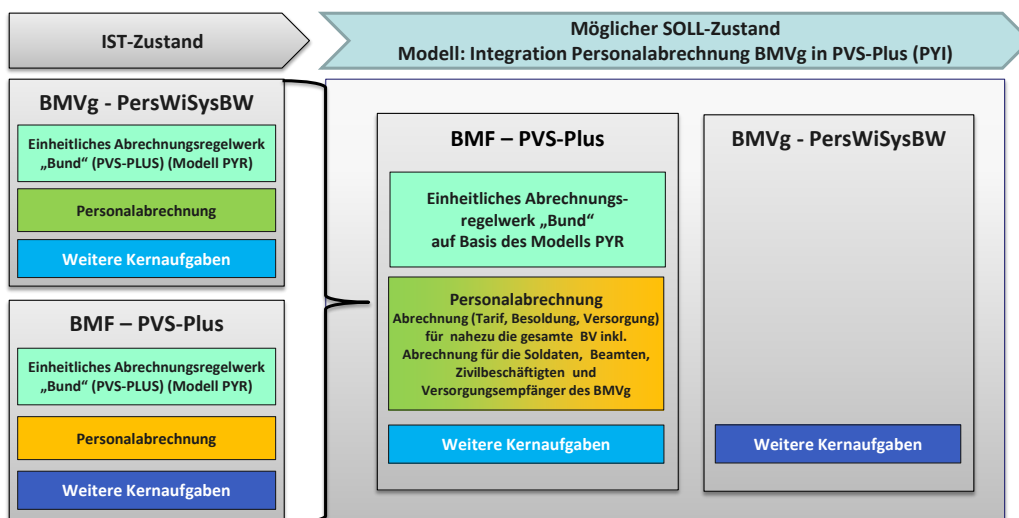 IST-Zustand
Möglicher SOLL-Zustand
Modell: Integration Personalabrechnung BMVg in PVS-Plus (PYI)
BMVg - PersWiSysBW
Einheitliches Abrechnungsregelwerk
„Bund“ (PVS-PLUS) (Modell PYR)
Personalabrechnung
Weitere Kernaufgaben
BMF – PVS-Plus
Einheitliches Abrechnungsregelwerk
„Bund“ (PVS-PLUS) (Modell PYR)
Personalabrechnung
Weitere Kernaufgaben
BMF – PVS-Plus
Einheitliches Abrechnungs-
regelwerk „Bund“
auf Basis des Modells PYR
Personalabrechnung
Abrechnung (Tarif, Besoldung, Versorgung)
für nahezu die gesamte BV inkl.
Abrechnung für die Soldaten, Beamten,
Zivilbeschäftigten und
Versorgungsempfänger des BMVg
Weitere Kernaufgaben
BMVg - PersWiSysBW
Weitere Kernaufgaben